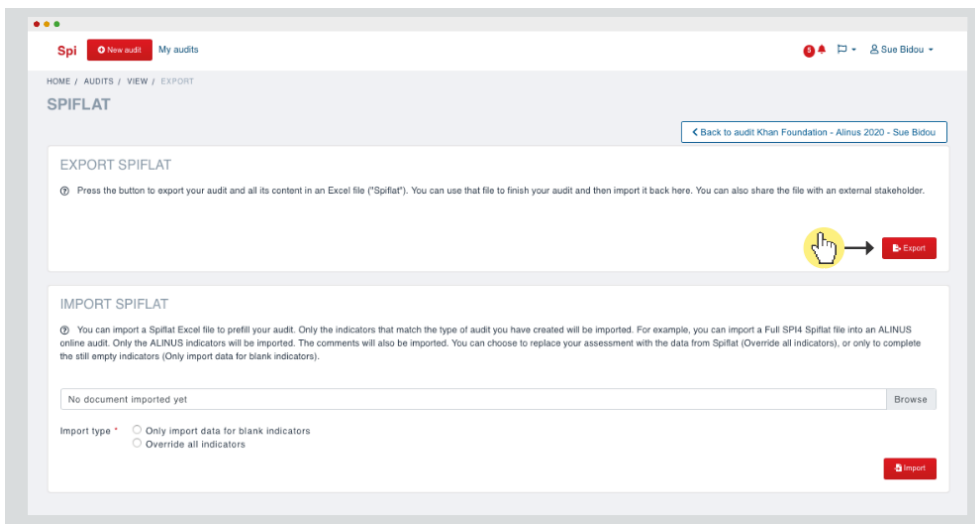 Spi New audit My audits 5 Sue Bidou
HOME / AUDITS / VIEW / EXPORT
SPIFLAT
Back to audit Khan Foundation - Alinus 2020 - Sue Bidou
EXPORT SPIFLAT
Press the button to export your audit and all its content in an Excel file ("Spiflat"). You can use that file to finish your audit and then import it back here. You can also share the file with an external stakeholder.
Export
IMPORT SPIFLAT
You can import a Spiflat Excel file to prefill your audit. Only the indicators that match the type of audit you have created will be imported. For example, you can import a Full SPI4 Spiflat file into an ALINUS
online audit. Only the ALINUS indicators will be imported. The comments will also be imported. You can choose to replace your assessment with the data from Spiflat (Override all indicators), or only to complete
the still empty indicators (Only import data for blank indicators).
No document imported yet Browse
Import type * Only import data for blank indicators
Override all indicators
Import